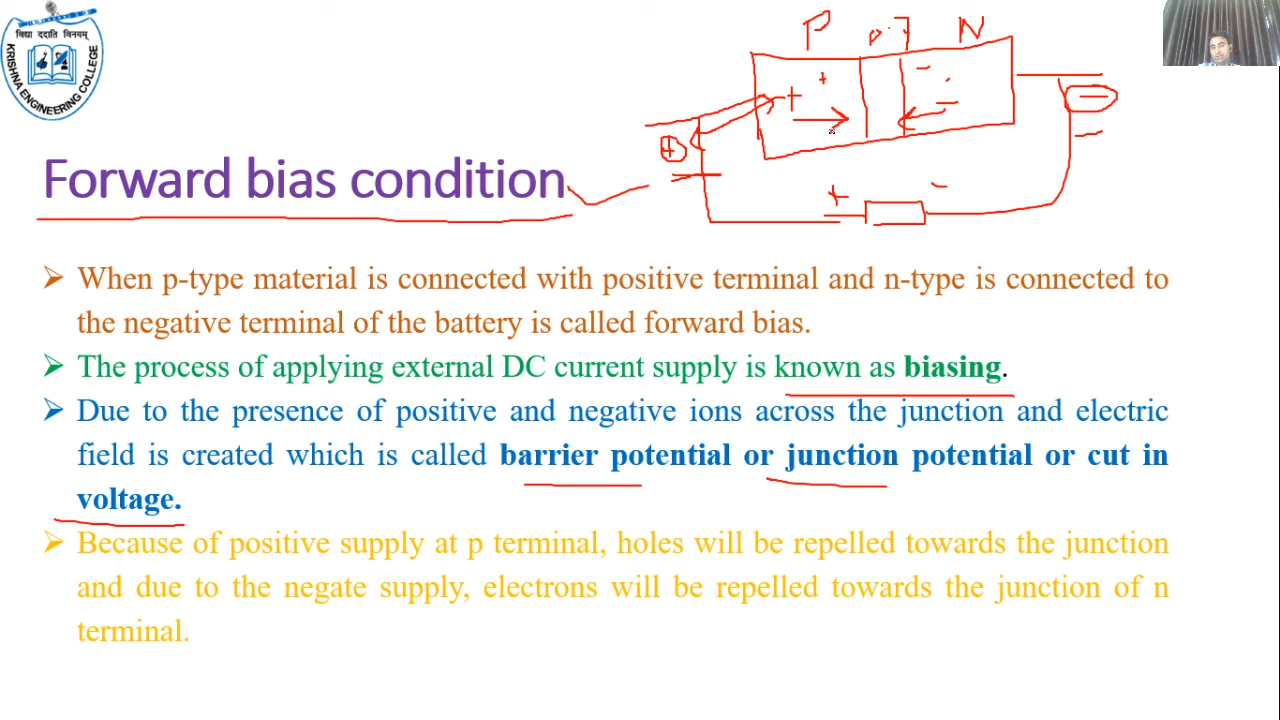 विद्या ददाति विनयम्
KRISHNA ENGINEERING COLLEGE
P N
+ -
+ -
+ -
+ -
Forward bias condition
When p-type material is connected with positive terminal and n-type is connected to
the negative terminal of the battery is called forward bias.
The process of applying external DC current supply is known as biasing.
Due to the presence of positive and negative ions across the junction and electric
field is created which is called barrier potential or junction potential or cut in
voltage.
Because of positive supply at p terminal, holes will be repelled towards the junction
and due to the negate supply, electrons will be repelled towards the junction of n
terminal.